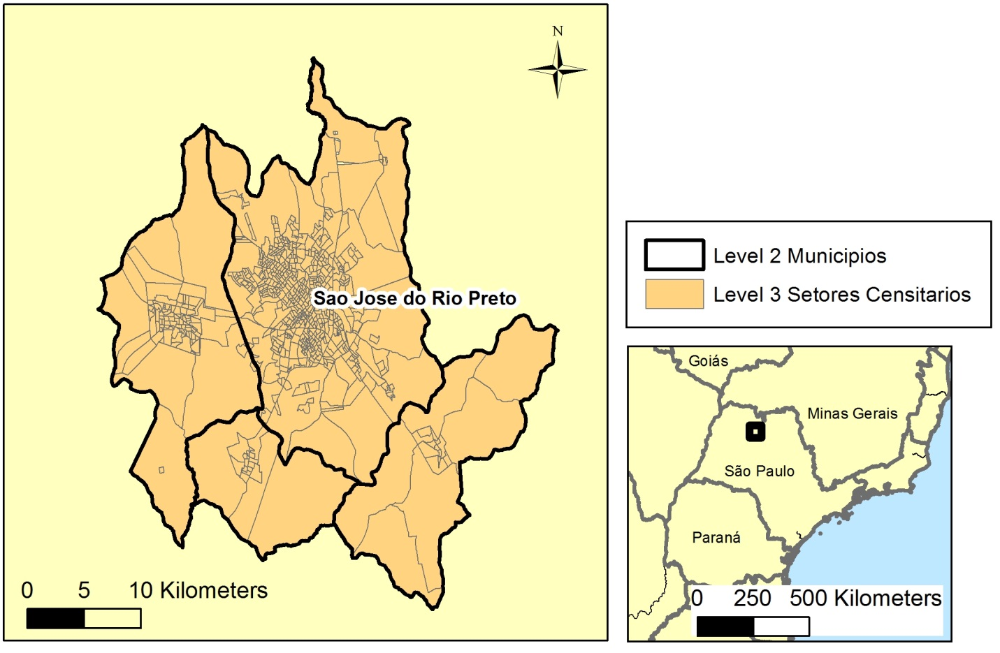 N
Sao Jose do Rio Preto
0 5 10 Kilometers
Level 2 Municipios
Level 3 Setores Censitarios
Goiás
Minas Gerais
São Paulo
Paraná
0 250 500 Kilometers